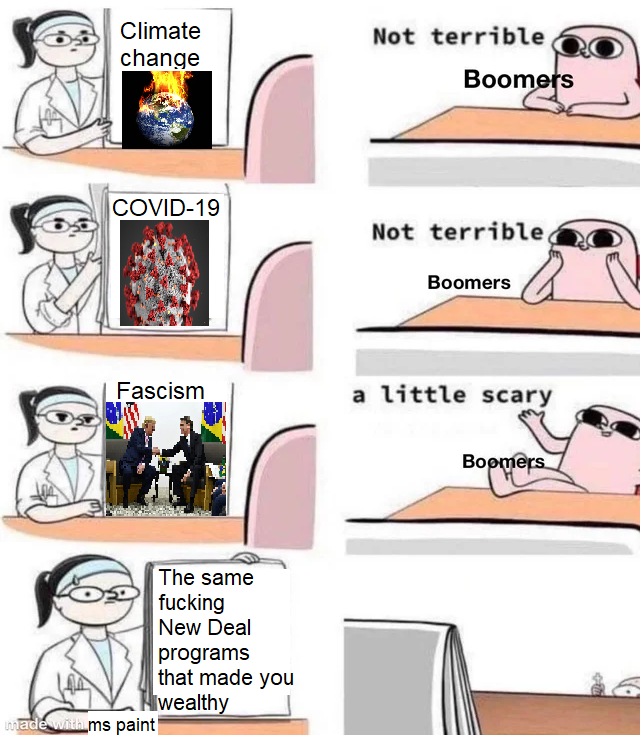 Climate
change
Not terrible
Boomers
COVID-19
Not terrible
Boomers
Fascism
a little scary
Boomers
The same
fucking
New Deal
programs
that made you
wealthy
made with ms paint